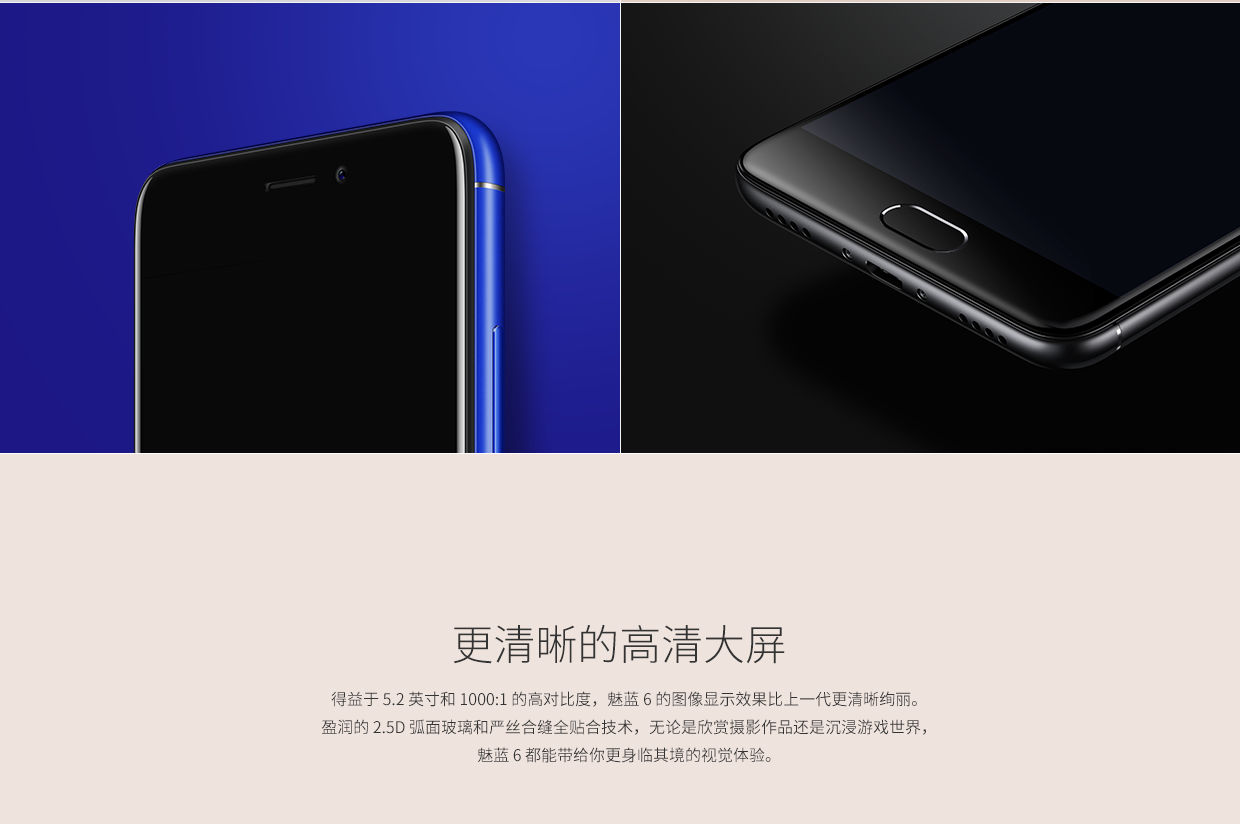 更清晰的高清大屏
得益于 5.2 英寸和 1000:1 的高对比度，魅蓝 6 的图像显示效果比上一代更清晰绚丽。
盈润的 2.5D 弧面玻璃和严丝合缝全贴合技术，无论是欣赏摄影作品还是沉浸游戏世界，
魅蓝 6 都能带给你更身临其境的视觉体验。